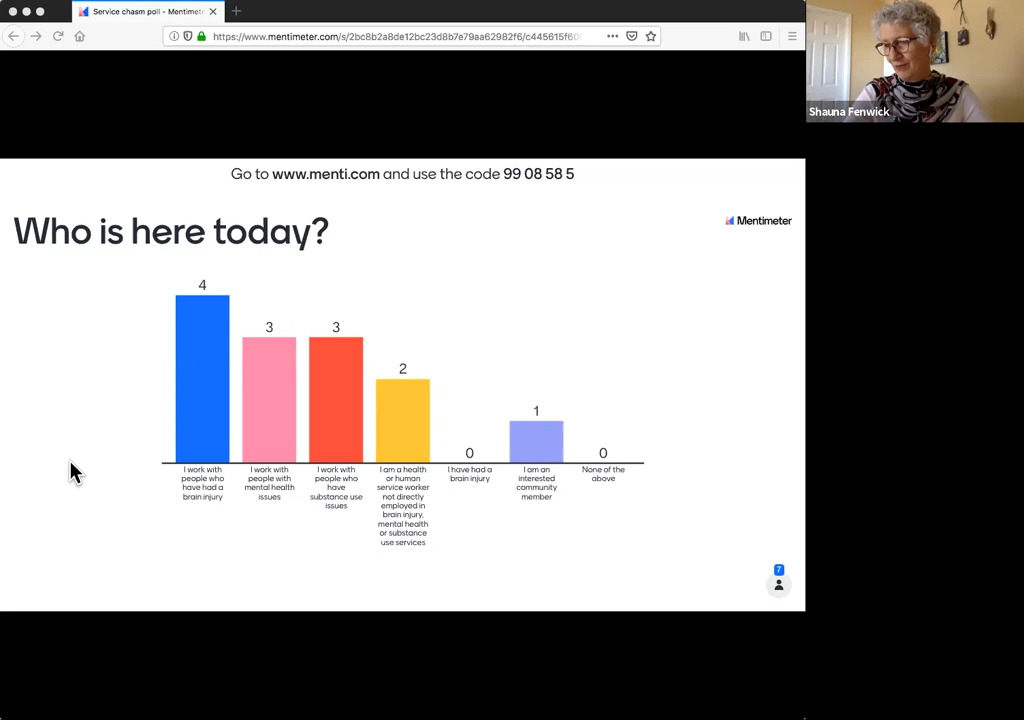 Service chasm poll - Mentimete
https://www.mentimeter.com/s/2bc8b2a8de12bc23d8b7e79aa62982f6/c445615f60
Shauna Fenwick
Go to www.menti.com and use the code 99 08 58 5
Who is here today?
Mentimeter
4
3
3
2
0
1
0
I work with
people who
have had a
brain injury
I work with
people with
mental health
issues
I work with
people who
have
substance use
issues
I am a health
or human
service worker
not directly
employed in
brain injury,
mental health
or substance
use services
I have had a
brain injury
I am an
interested
community
member
None of the
above
7